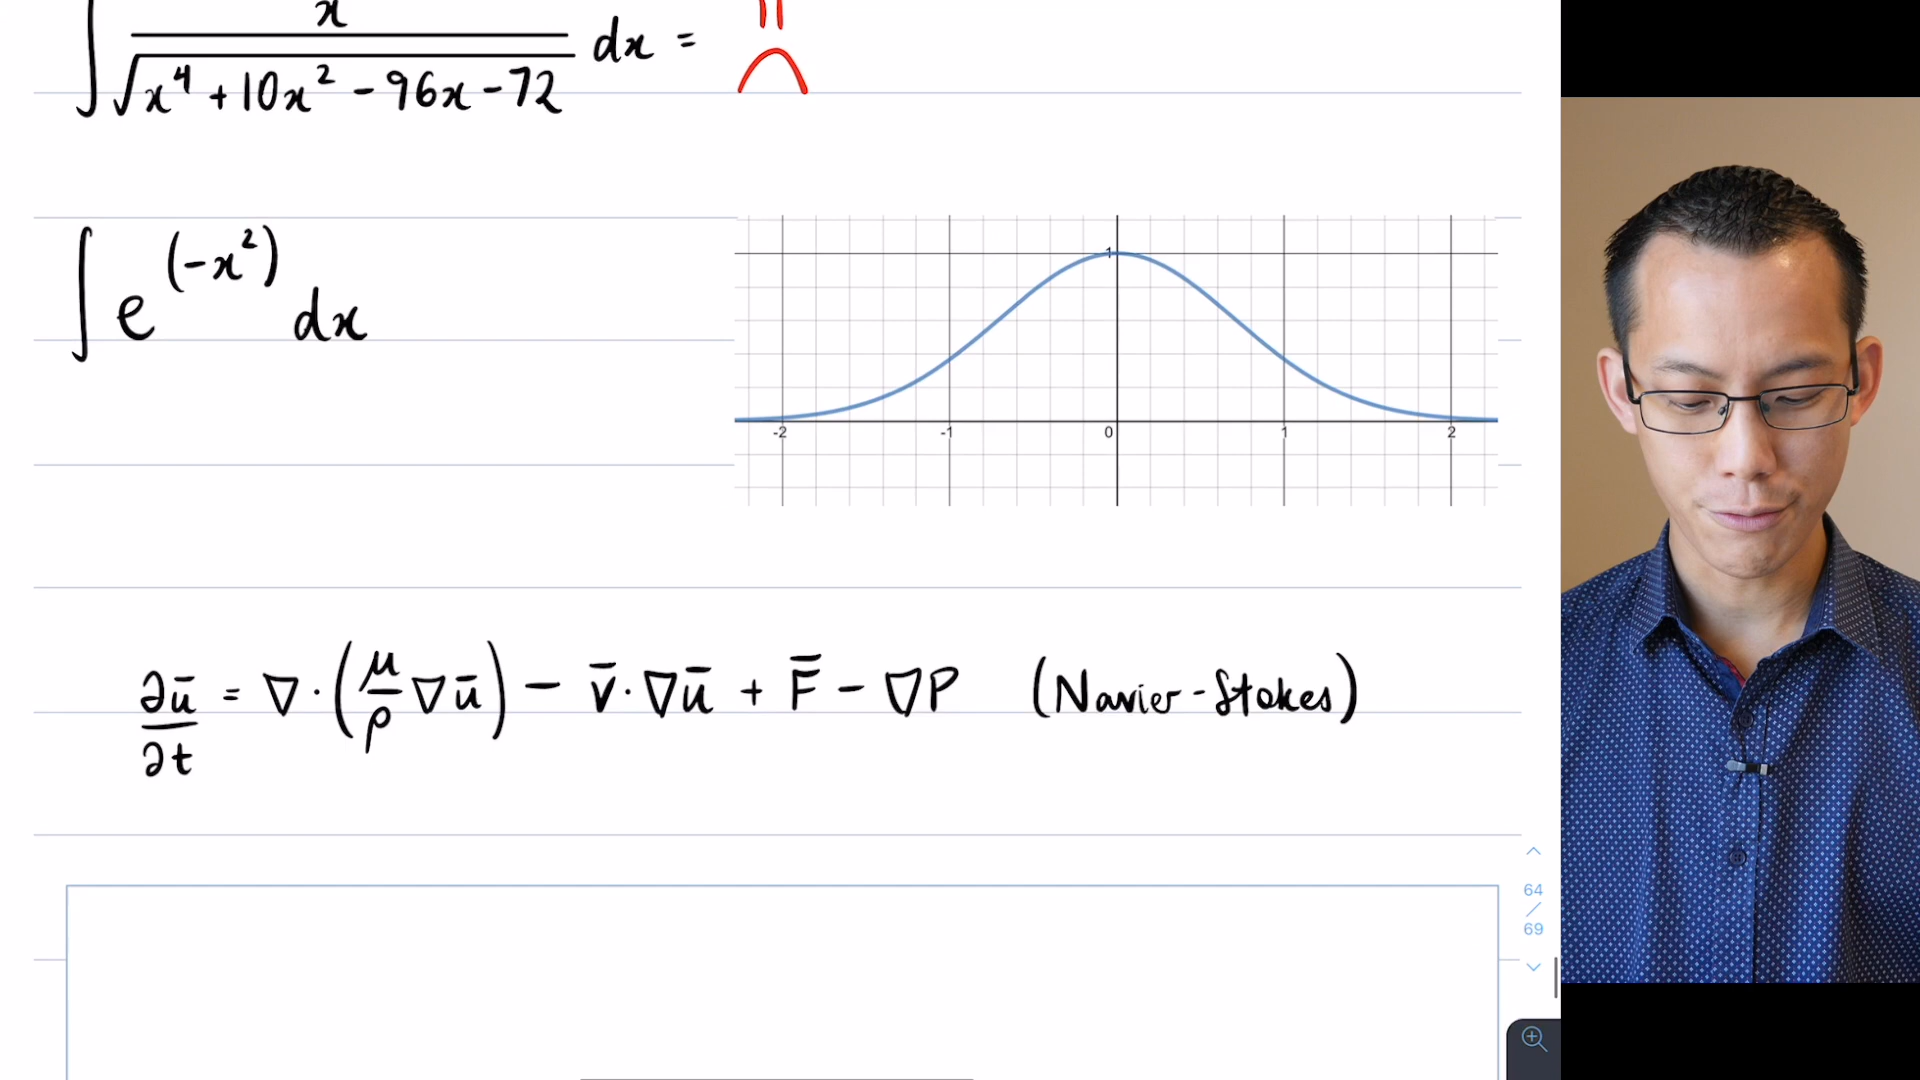 ∫ x / √(x⁴ + 10x² - 96x - 72) dx =
∫ e^(-x²) dx
1
-2 -1 0 1 2
∂ū/∂t = ∇ · (μ/ρ ∇ū) - v̄ · ∇ū + F̄ - ∇P (Navier-Stokes)
64
/
69